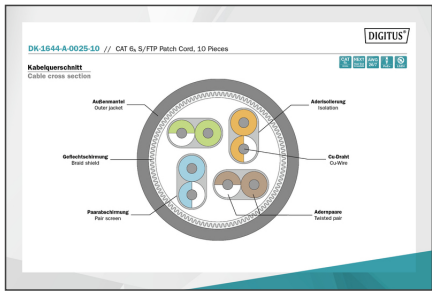 DIGITUS®
DK-1644-A-0025-10 // CAT 6A S/FTP Patch Cord, 10 Pieces
Kabelquerschnitt
Cable cross section
Außenmantel
Outer jacket
Aderisolierung
Isolation
Geflechtschirmung
Braid shield
Cu-Draht
Cu-Wire
Paarabschirmung
Pair screen
Adernpaare
Twisted pair